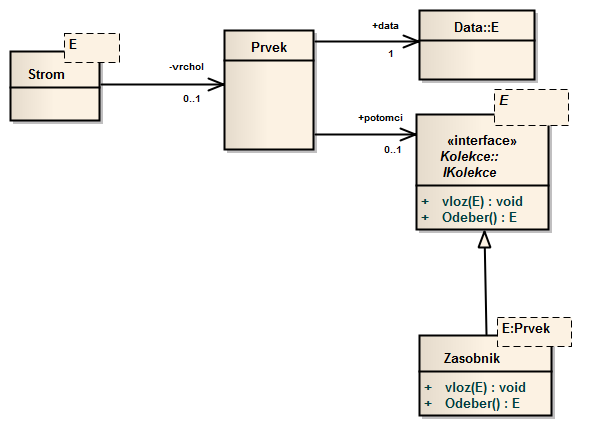 E
Strom
-vrchol
0..1
Prvek
+data
1
Data::E
+potomci
0..1
E
«interface»
Kolekce::
IKolekce
+ vloz(E) : void
+ Odeber() : E
E:Prvek
Zasobnik
+ vloz(E) : void
+ Odeber() : E